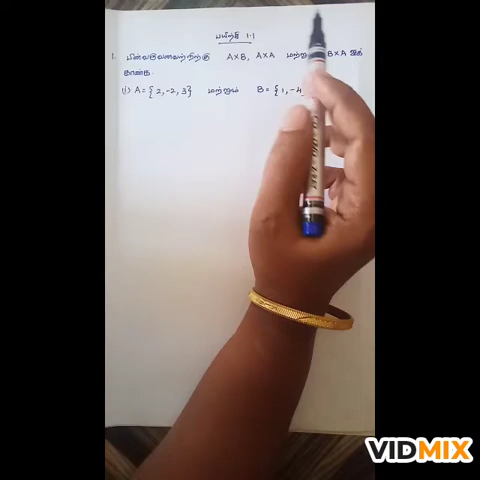 பயிற்சி 1.1
1. பின்வருவனவற்றிற்கு A×B, A×A மற்றும் B×A ஐக்
காண்க.
(i) A = {2, -2, 3} மற்றும் B = {1, -4
VIDMIX